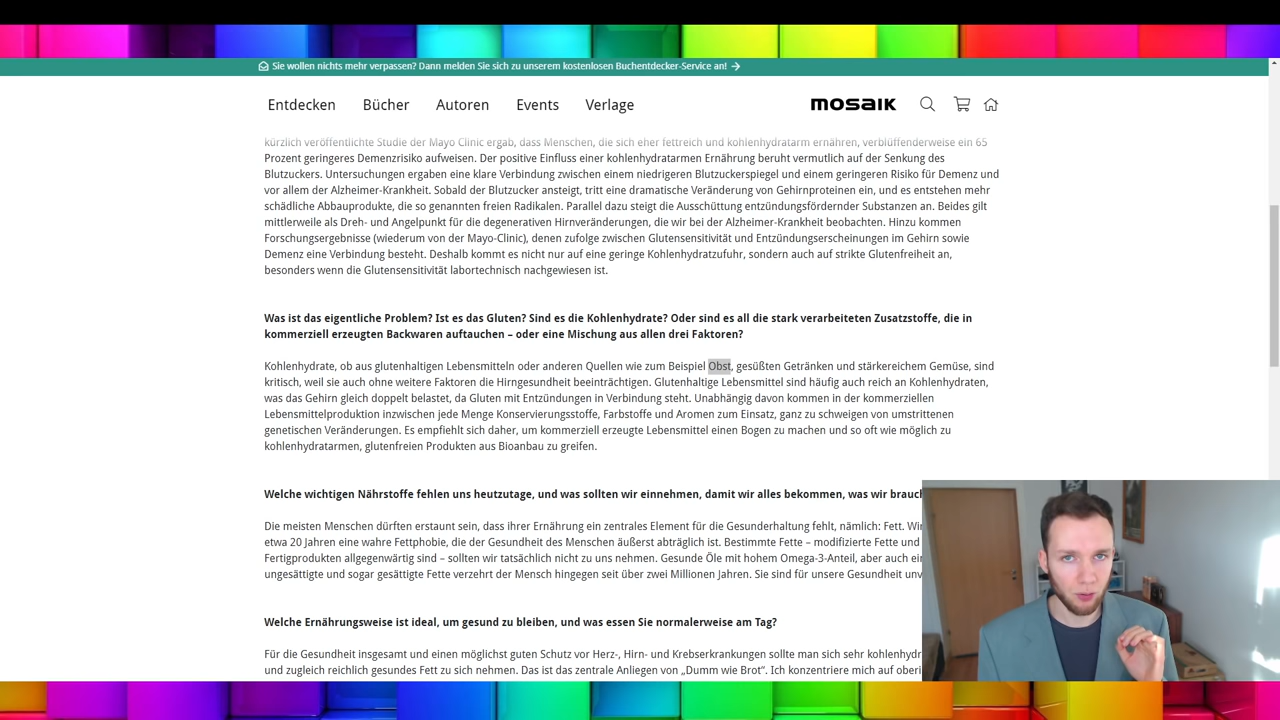 Sie wollen nichts mehr verpassen? Dann melden Sie sich zu unserem kostenlosen Buchentdecker-Service an!
Entdecken Bücher Autoren Events Verlage mosaik
kürzlich veröffentlichte Studie der Mayo Clinic ergab, dass Menschen, die sich eher fettreich und kohlenhydratarm ernähren, verblüffenderweise ein 65
Prozent geringeres Demenzrisiko aufweisen. Der positive Einfluss einer kohlenhydratarmen Ernährung beruht vermutlich auf der Senkung des
Blutzuckers. Untersuchungen ergaben eine klare Verbindung zwischen einem niedrigeren Blutzuckerspiegel und einem geringeren Risiko für Demenz und
vor allem der Alzheimer-Krankheit. Sobald der Blutzucker ansteigt, tritt eine dramatische Veränderung von Gehirnproteinen ein, und es entstehen mehr
schädliche Abbauprodukte, die so genannten freien Radikalen. Parallel dazu steigt die Ausschüttung entzündungsfördernder Substanzen an. Beides gilt
mittlerweile als Dreh- und Angelpunkt für die degenerativen Hirnveränderungen, die wir bei der Alzheimer-Krankheit beobachten. Hinzu kommen
Forschungsergebnisse (wiederum von der Mayo-Clinic), denen zufolge zwischen Glutensensitivität und Entzündungserscheinungen im Gehirn sowie
Demenz eine Verbindung besteht. Deshalb kommt es nicht nur auf eine geringe Kohlenhydratzufuhr, sondern auch auf strikte Glutenfreiheit an,
besonders wenn die Glutensensitivität labortechnisch nachgewiesen ist.
Was ist das eigentliche Problem? Ist es das Gluten? Sind es die Kohlenhydrate? Oder sind es all die stark verarbeiteten Zusatzstoffe, die in
kommerziell erzeugten Backwaren auftauchen – oder eine Mischung aus allen drei Faktoren?
Kohlenhydrate, ob aus glutenhaltigen Lebensmitteln oder anderen Quellen wie zum Beispiel Obst, gesüßten Getränken und stärkereichem Gemüse, sind
kritisch, weil sie auch ohne weitere Faktoren die Hirngesundheit beeinträchtigen. Glutenhaltige Lebensmittel sind häufig auch reich an Kohlenhydraten,
was das Gehirn gleich doppelt belastet, da Gluten mit Entzündungen in Verbindung steht. Unabhängig davon kommen in der kommerziellen
Lebensmittelproduktion inzwischen jede Menge Konservierungsstoffe, Farbstoffe und Aromen zum Einsatz, ganz zu schweigen von umstrittenen
genetischen Veränderungen. Es empfiehlt sich daher, um kommerziell erzeugte Lebensmittel einen Bogen zu machen und so oft wie möglich zu
kohlenhydratarmen, glutenfreien Produkten aus Bioanbau zu greifen.
Welche wichtigen Nährstoffe fehlen uns heutzutage, und was sollten wir einnehmen, damit wir alles bekommen, was wir brauch
Die meisten Menschen dürften erstaunt sein, dass ihrer Ernährung ein zentrales Element für die Gesunderhaltung fehlt, nämlich: Fett. Wir
etwa 20 Jahren eine wahre Fettphobie, die der Gesundheit des Menschen äußerst abträglich ist. Bestimmte Fette – modifizierte Fette und
Fertigprodukten allgegenwärtig sind – sollten wir tatsächlich nicht zu uns nehmen. Gesunde Öle mit hohem Omega-3-Anteil, aber auch ein
ungesättigte und sogar gesättigte Fette verzehrt der Mensch hingegen seit über zwei Millionen Jahren. Sie sind für unsere Gesundheit unv
Welche Ernährungsweise ist ideal, um gesund zu bleiben, und was essen Sie normalerweise am Tag?
Für die Gesundheit insgesamt und einen möglichst guten Schutz vor Herz-, Hirn- und Krebserkrankungen sollte man sich sehr kohlenhydr
und zugleich reichlich gesundes Fett zu sich nehmen. Das ist das zentrale Anliegen von „Dumm wie Brot“. Ich konzentriere mich auf oberi